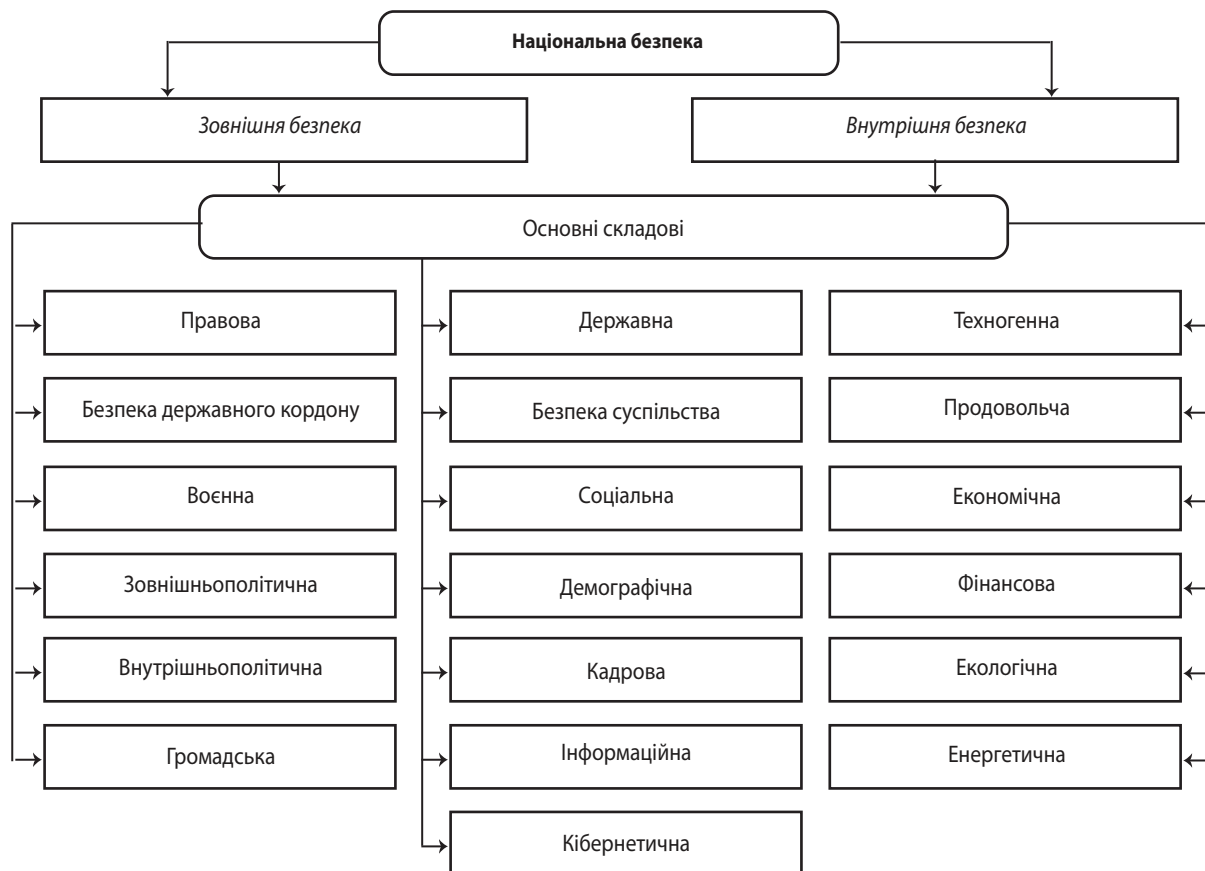 Національна безпека
Зовнішня безпека
Внутрішня безпека
Основні складові
Правова
Державна
Техногенна
Безпека державного кордону
Безпека суспільства
Продовольча
Воєнна
Соціальна
Економічна
Зовнішньополітична
Демографічна
Фінансова
Внутрішньополітична
Кадрова
Екологічна
Громадська
Інформаційна
Енергетична
Кібернетична